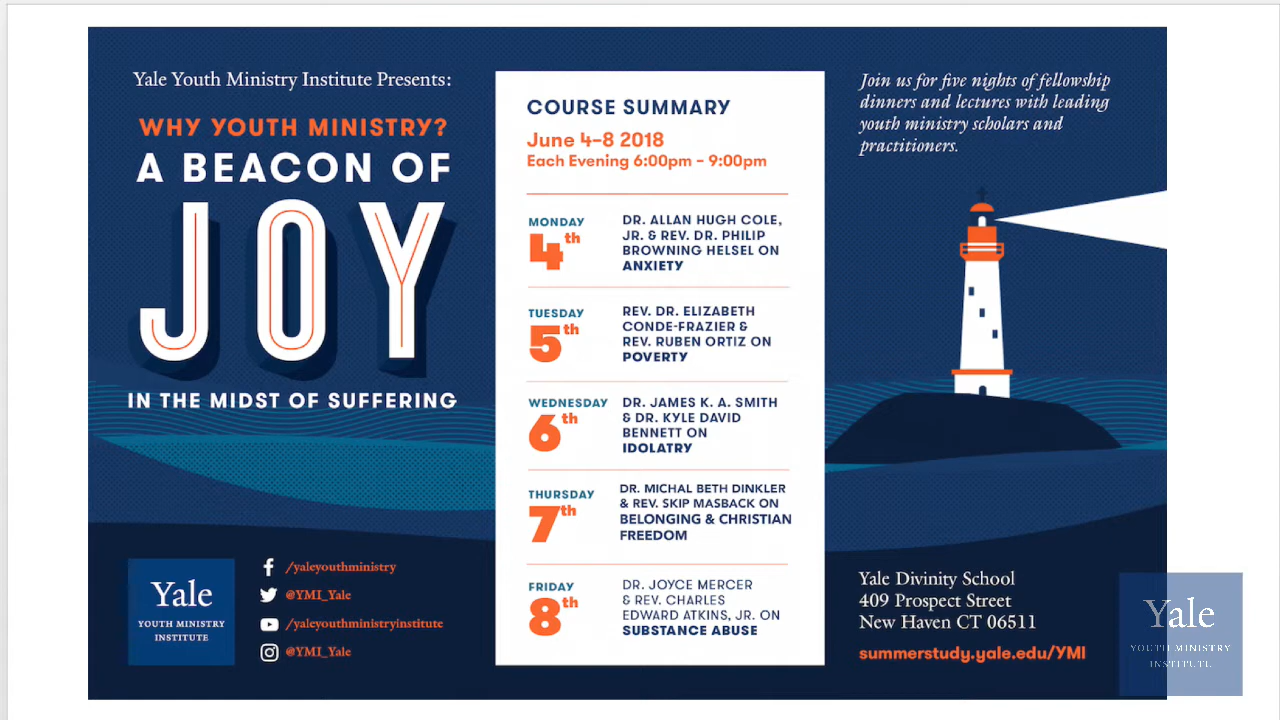 Yale Youth Ministry Institute Presents:
WHY YOUTH MINISTRY?
A BEACON OF
JOY
IN THE MIDST OF SUFFERING
Yale
YOUTH MINISTRY
INSTITUTE
/yaleyouthministry
@YMI_Yale
/yaleyouthministryinstitute
@YMI_Yale
COURSE SUMMARY
June 4–8 2018
Each Evening 6:00pm – 9:00pm
MONDAY
4th
DR. ALLAN HUGH COLE,
JR. & REV. DR. PHILIP
BROWNING HELSEL ON
ANXIETY
TUESDAY
5th
REV. DR. ELIZABETH
CONDE-FRAZIER &
REV. RUBEN ORTIZ ON
POVERTY
WEDNESDAY
6th
DR. JAMES K. A. SMITH
& DR. KYLE DAVID
BENNETT ON
IDOLATRY
THURSDAY
7th
DR. MICHAL BETH DINKLER
& REV. SKIP MASBACK ON
BELONGING & CHRISTIAN
FREEDOM
FRIDAY
8th
DR. JOYCE MERCER
& REV. CHARLES
EDWARD ATKINS, JR. ON
SUBSTANCE ABUSE
Join us for five nights of fellowship
dinners and lectures with leading
youth ministry scholars and
practitioners.
Yale Divinity School
409 Prospect Street
New Haven CT 06511
summerstudy.yale.edu/YMI
Yale
YOUTH MINISTRY
INSTITUTE